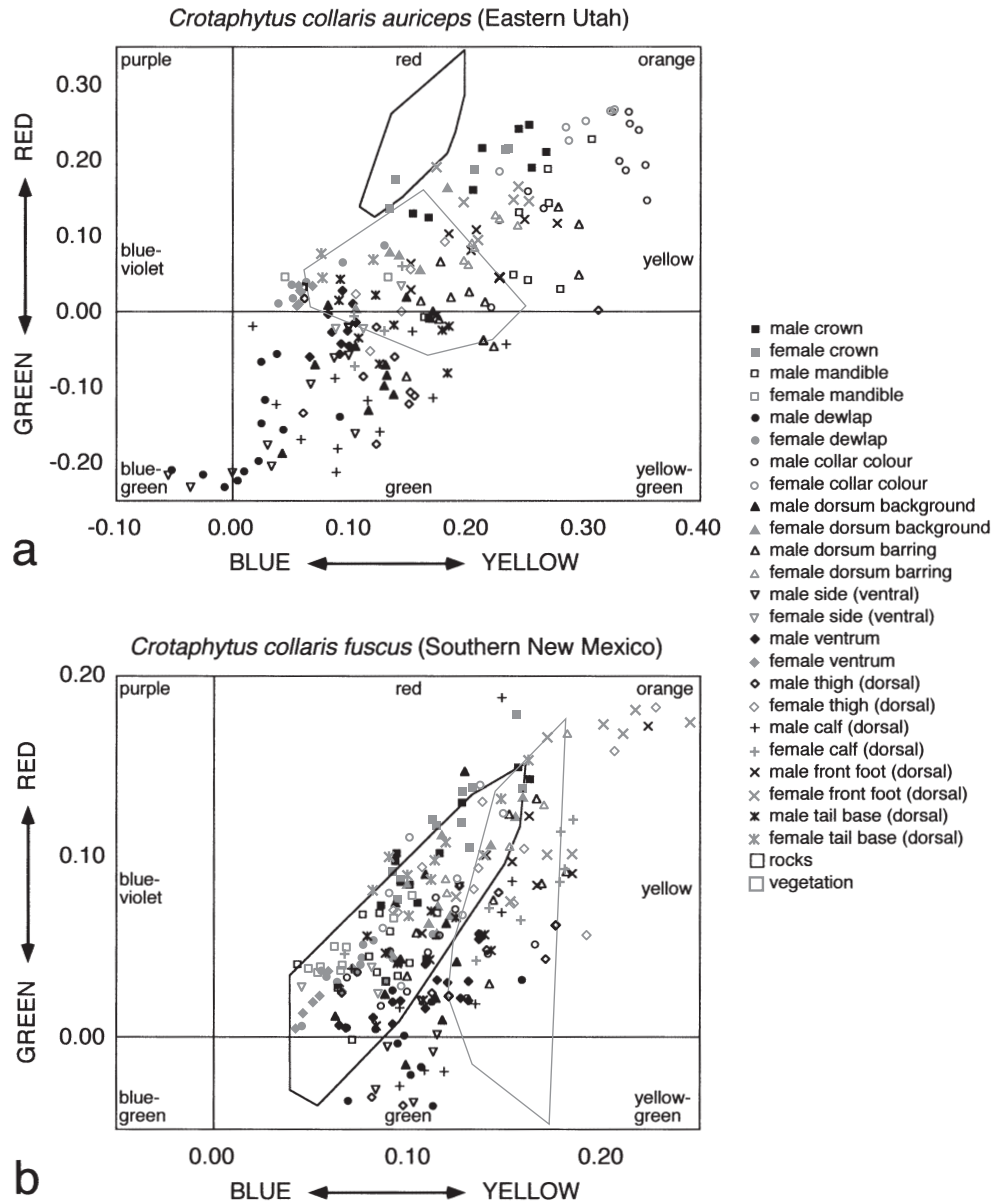 Crotaphytus collaris auriceps (Eastern Utah)
purple
red
orange
0.30
0.20
0.10
0.00
-0.10
-0.20
GREEN
RED
blue-
violet
yellow
blue-
green
green
yellow-
green
-0.10
0.00
0.10
0.20
0.30
0.40
BLUE
YELLOW
a
male crown
female crown
male mandible
female mandible
male dewlap
female dewlap
male collar colour
female collar colour
male dorsum background
female dorsum background
male dorsum barring
female dorsum barring
male side (ventral)
female side (ventral)
male ventrum
female ventrum
male thigh (dorsal)
female thigh (dorsal)
male calf (dorsal)
female calf (dorsal)
male front foot (dorsal)
female front foot (dorsal)
male tail base (dorsal)
female tail base (dorsal)
rocks
vegetation
Crotaphytus collaris fuscus (Southern New Mexico)
purple
red
orange
0.20
0.10
0.00
GREEN
RED
blue-
violet
yellow
blue-
green
green
yellow-
green
0.00
0.10
0.20
BLUE
YELLOW
b